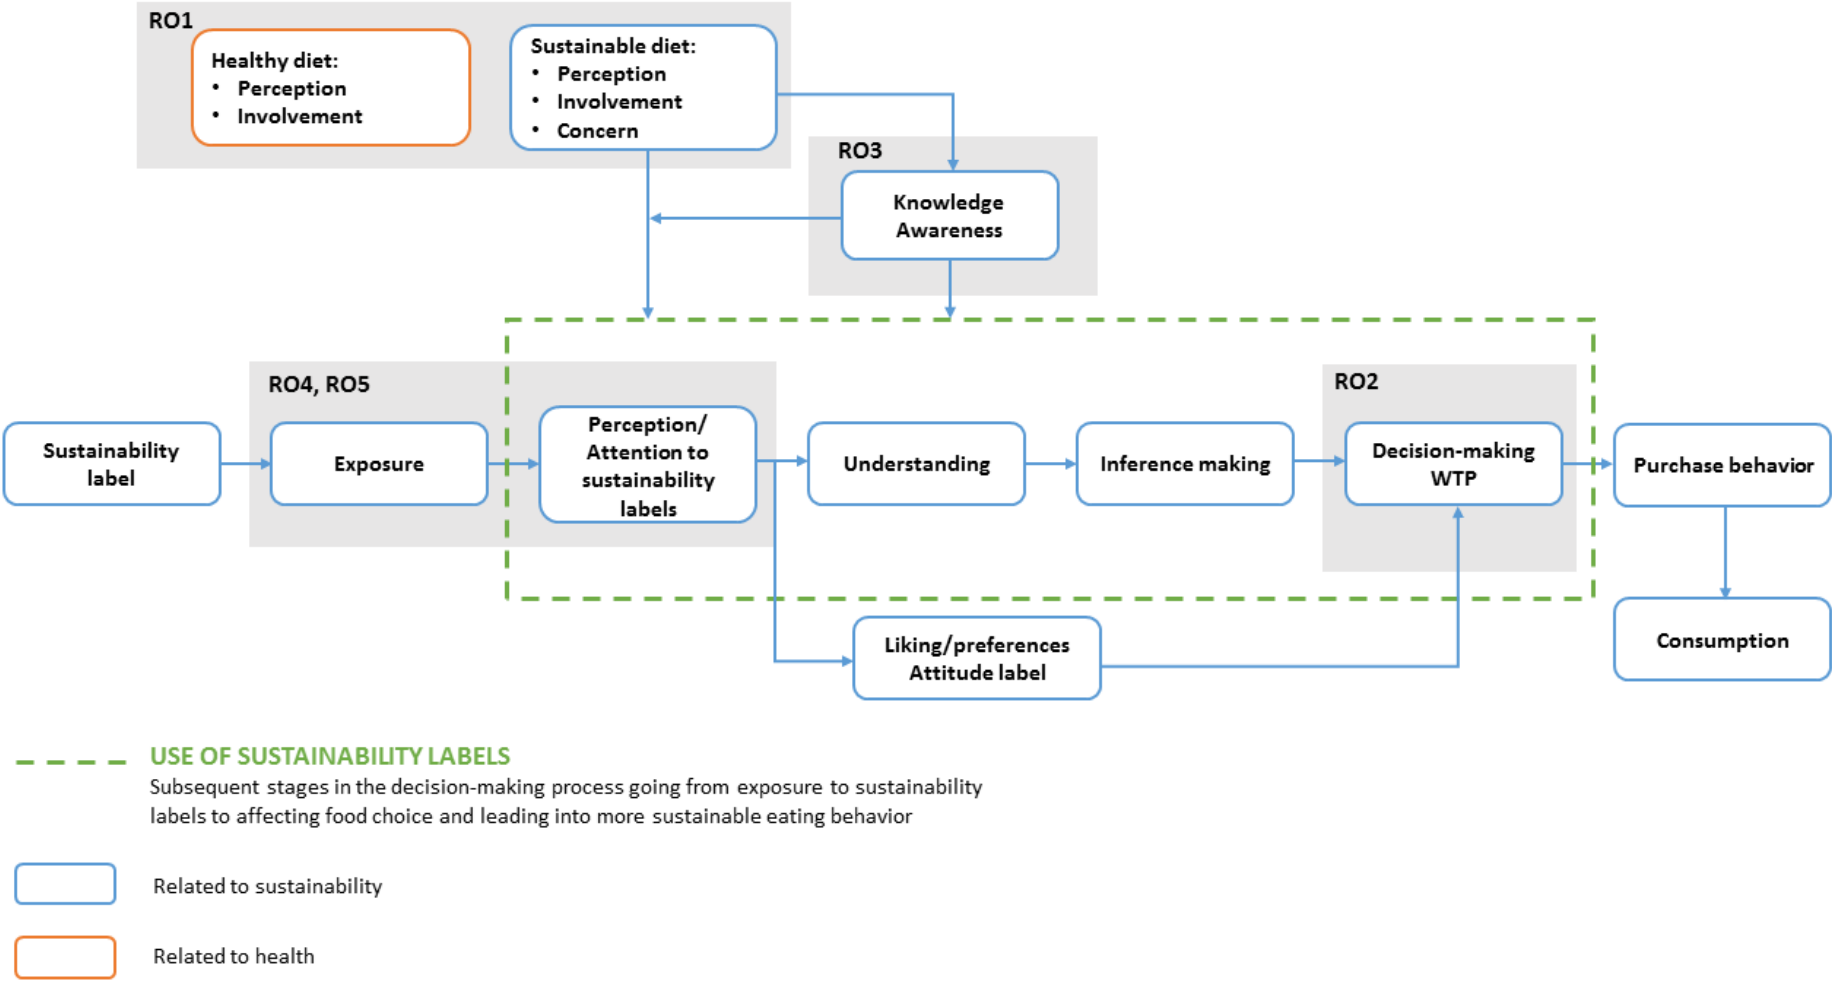 RO1
Healthy diet:
• Perception
• Involvement
Sustainable diet:
• Perception
• Involvement
• Concern
RO3
Knowledge
Awareness
RO4, RO5
RO2
Sustainability
label
Exposure
Perception/
Attention to
sustainability
labels
Understanding
Inference making
Decision-making
WTP
Purchase behavior
Liking/preferences
Attitude label
Consumption
USE OF SUSTAINABILITY LABELS
Subsequent stages in the decision-making process going from exposure to sustainability
labels to affecting food choice and leading into more sustainable eating behavior
Related to sustainability
Related to health